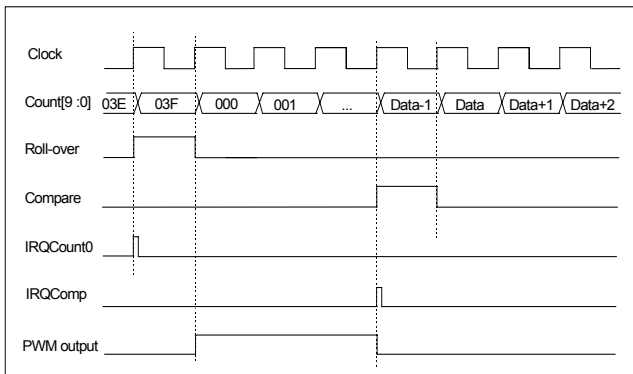 Clock
Count[9 :0] 03E 03F 000 001 ... Data-1 Data Data+1 Data+2
Roll-over
Compare
IRQCount0
IRQComp
PWM output